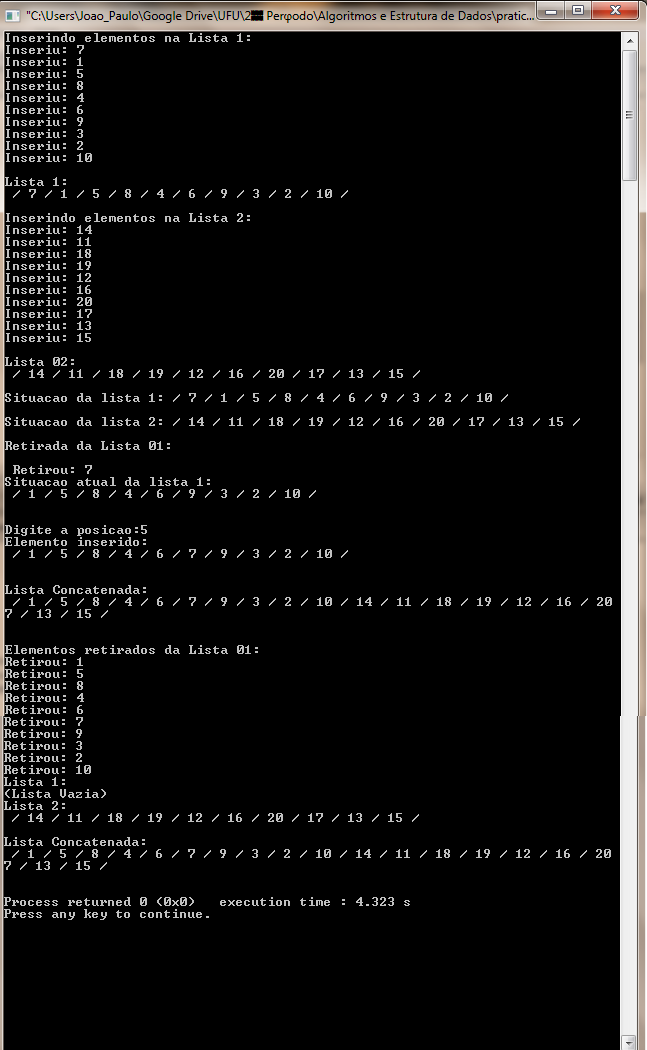 "C:\Users\Joao_Paulo\Google Drive\UFU\2 Perφodo\Algoritmos e Estrutura de Dados\pratic...
Inserindo elementos na Lista 1:
Inseriu: 7
Inseriu: 1
Inseriu: 5
Inseriu: 8
Inseriu: 4
Inseriu: 6
Inseriu: 9
Inseriu: 3
Inseriu: 2
Inseriu: 10
Lista 1:
/ 7 / 1 / 5 / 8 / 4 / 6 / 9 / 3 / 2 / 10 /
Inserindo elementos na Lista 2:
Inseriu: 14
Inseriu: 11
Inseriu: 18
Inseriu: 19
Inseriu: 12
Inseriu: 16
Inseriu: 20
Inseriu: 17
Inseriu: 13
Inseriu: 15
Lista 02:
/ 14 / 11 / 18 / 19 / 12 / 16 / 20 / 17 / 13 / 15 /
Situacao da lista 1: / 7 / 1 / 5 / 8 / 4 / 6 / 9 / 3 / 2 / 10 /
Situacao da lista 2: / 14 / 11 / 18 / 19 / 12 / 16 / 20 / 17 / 13 / 15 /
Retirada da Lista 01:
Retirou: 7
Situacao atual da lista 1:
/ 1 / 5 / 8 / 4 / 6 / 9 / 3 / 2 / 10 /
Digite a posicao:5
Elemento inserido:
/ 1 / 5 / 8 / 4 / 6 / 7 / 9 / 3 / 2 / 10 /
Lista Concatenada:
/ 1 / 5 / 8 / 4 / 6 / 7 / 9 / 3 / 2 / 10 / 14 / 11 / 18 / 19 / 12 / 16 / 20
7 / 13 / 15 /
Elementos retirados da Lista 01:
Retirou: 1
Retirou: 5
Retirou: 8
Retirou: 4
Retirou: 6
Retirou: 7
Retirou: 9
Retirou: 3
Retirou: 2
Retirou: 10
Lista 1:
(Lista Vazia)
Lista 2:
/ 14 / 11 / 18 / 19 / 12 / 16 / 20 / 17 / 13 / 15 /
Lista Concatenada:
/ 1 / 5 / 8 / 4 / 6 / 7 / 9 / 3 / 2 / 10 / 14 / 11 / 18 / 19 / 12 / 16 / 20
7 / 13 / 15 /
Process returned 0 (0x0)   execution time : 4.323 s
Press any key to continue.